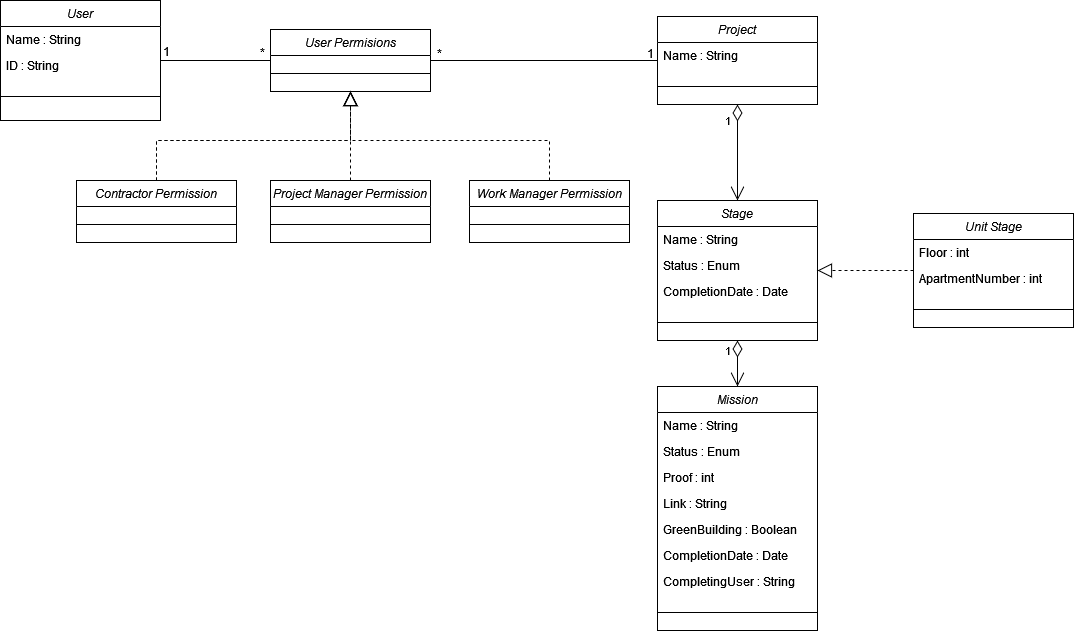 User
Name : String
ID : String
1
*
User Permisions
*
1
Project
Name : String
1
Contractor Permission
Project Manager Permission
Work Manager Permission
Stage
Name : String
Status : Enum
CompletionDate : Date
Unit Stage
Floor : int
ApartmentNumber : int
1
Mission
Name : String
Status : Enum
Proof : int
Link : String
GreenBuilding : Boolean
CompletionDate : Date
CompletingUser : String